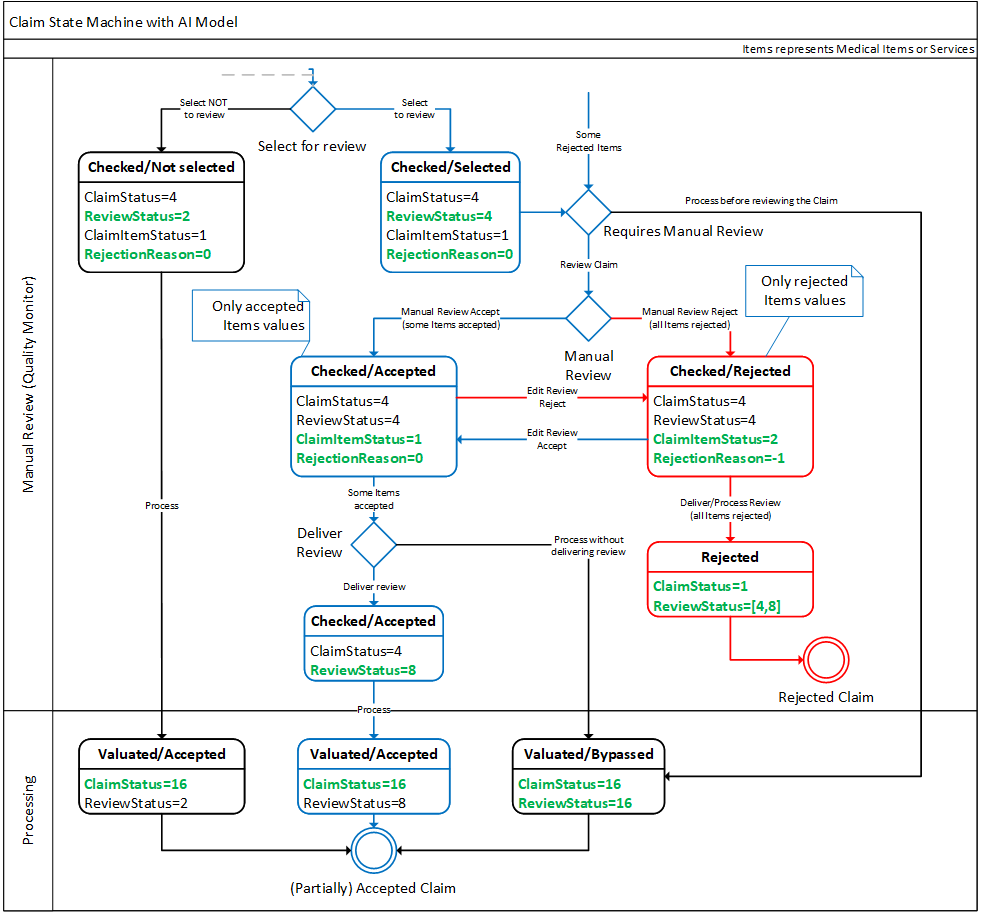 Claim State Machine with AI Model
Items represents Medical Items or Services
Manual Review (Quality Monitor)
Select NOT
to review
Select
to review
Select for review
Some
Rejected Items
Checked/Not selected
ClaimStatus=4
ReviewStatus=2
ClaimItemStatus=1
RejectionReason=0
Checked/Selected
ClaimStatus=4
ReviewStatus=4
ClaimItemStatus=1
RejectionReason=0
Process before reviewing the Claim
Requires Manual Review
Review Claim
Only accepted
Items values
Only rejected
Items values
Manual Review Accept
(some Items accepted)
Manual Review Reject
(all Items rejected)
Manual
Review
Checked/Accepted
ClaimStatus=4
ReviewStatus=4
ClaimItemStatus=1
RejectionReason=0
Edit Review
Reject
Edit Review
Accept
Checked/Rejected
ClaimStatus=4
ReviewStatus=4
ClaimItemStatus=2
RejectionReason=-1
Process
Some Items
accepted
Deliver/Process Review
(all Items rejected)
Deliver
Review
Process without
delivering review
Rejected
ClaimStatus=1
ReviewStatus=[4,8]
Deliver review
Checked/Accepted
ClaimStatus=4
ReviewStatus=8
Rejected Claim
Process
Processing
Valuated/Accepted
ClaimStatus=16
ReviewStatus=2
Valuated/Accepted
ClaimStatus=16
ReviewStatus=8
Valuated/Bypassed
ClaimStatus=16
ReviewStatus=16
(Partially) Accepted Claim